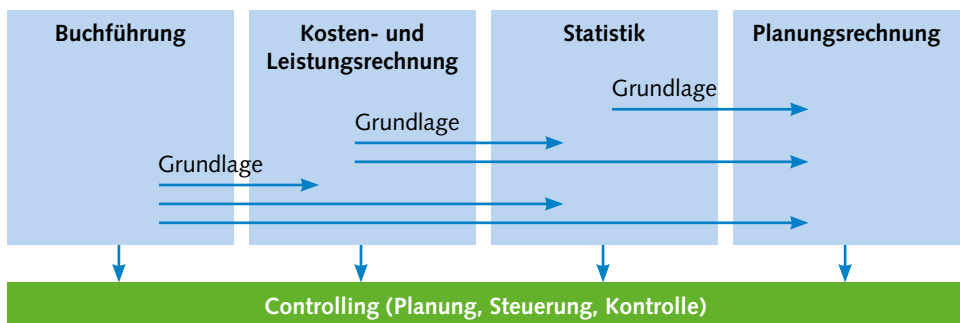 Buchführung
Kosten- und
Leistungsrechnung
Statistik
Planungsrechnung
Grundlage
Grundlage
Grundlage
Controlling (Planung, Steuerung, Kontrolle)